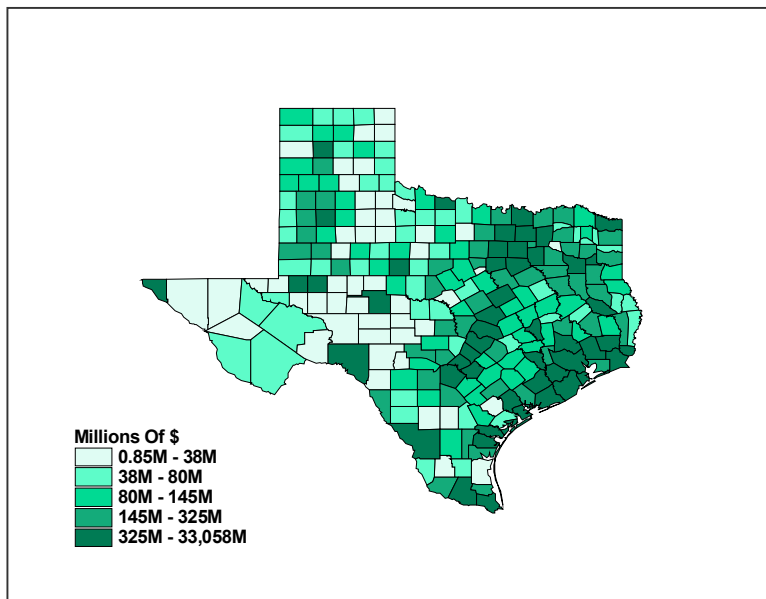 Millions Of $
0.85M - 38M
38M - 80M
80M - 145M
145M - 325M
325M - 33,058M